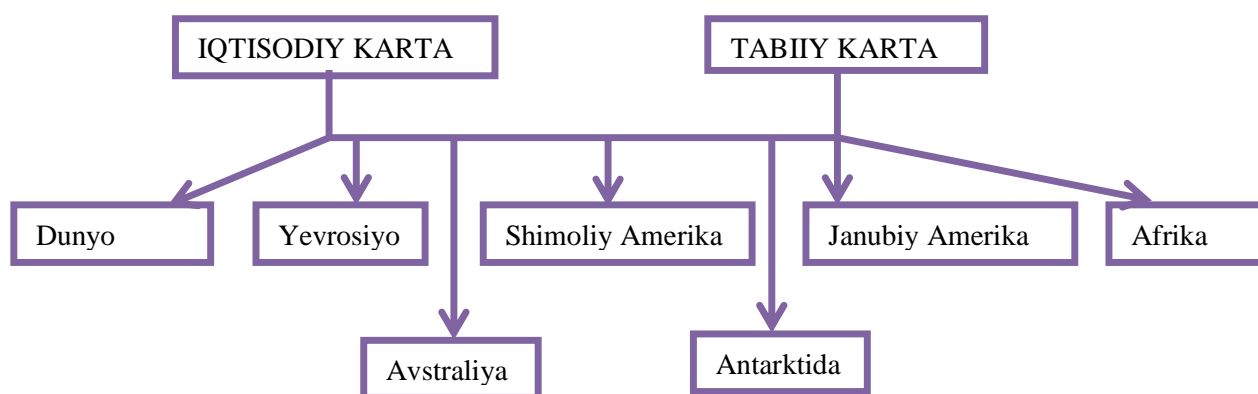 IQTISODIY KARTA
TABIIY KARTA
Dunyo
Yevrosiyo
Shimoliy Amerika
Janubiy Amerika
Afrika
Avstraliya
Antarktida